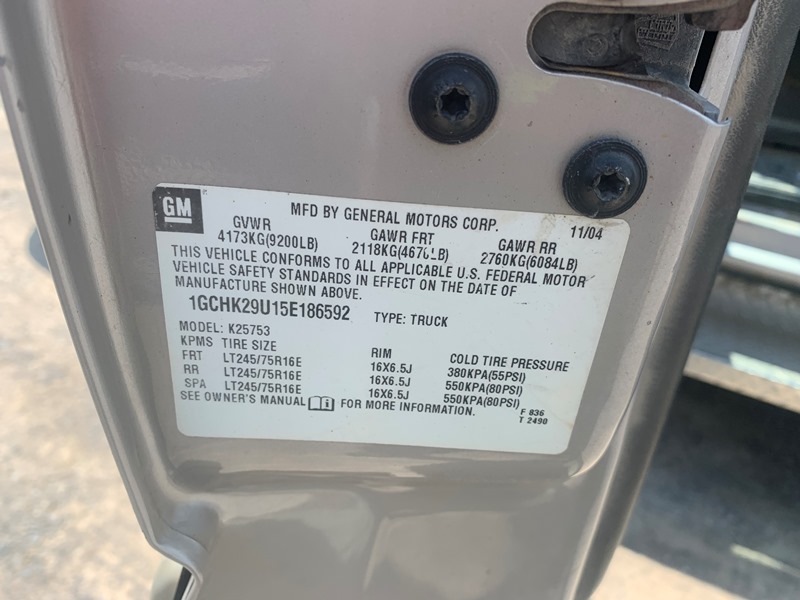 GM
MFD BY GENERAL MOTORS CORP. 11/04
GVWR GAWR FRT GAWR RR
4173KG(9200LB) 2118KG(4676LB) 2760KG(6084LB)
THIS VEHICLE CONFORMS TO ALL APPLICABLE U.S. FEDERAL MOTOR
VEHICLE SAFETY STANDARDS IN EFFECT ON THE DATE OF
MANUFACTURE SHOWN ABOVE.
1GCHK29U15E186592 TYPE: TRUCK
MODEL: K25753
KPMS TIRE SIZE RIM COLD TIRE PRESSURE
FRT LT245/75R16E 16X6.5J 380KPA(55PSI)
RR LT245/75R16E 16X6.5J 550KPA(80PSI)
SPA LT245/75R16E 16X6.5J 550KPA(80PSI)
SEE OWNER'S MANUAL FOR MORE INFORMATION.
F 836
T 2490